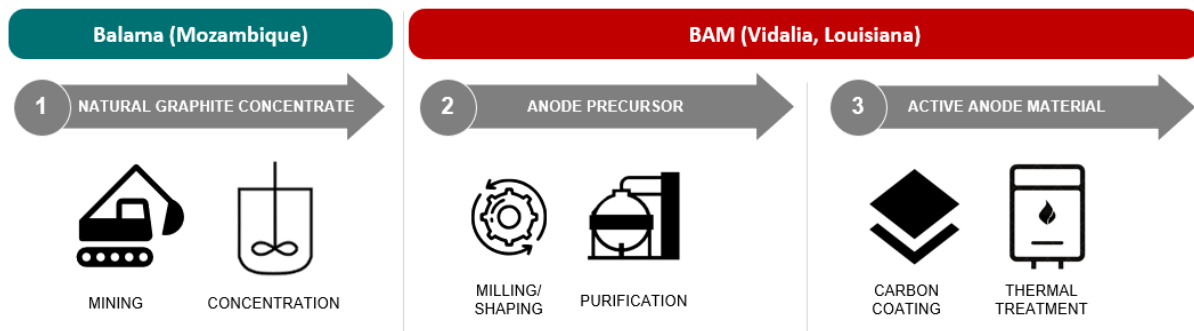 Balama (Mozambique)
BAM (Vidalia, Louisiana)
1 NATURAL GRAPHITE CONCENTRATE
2 ANODE PRECURSOR
3 ACTIVE ANODE MATERIAL
MINING
CONCENTRATION
MILLING/
SHAPING
PURIFICATION
CARBON
COATING
THERMAL
TREATMENT